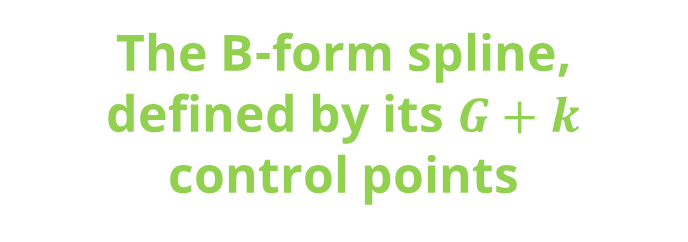 The B-form spline,
defined by its G + k
control points